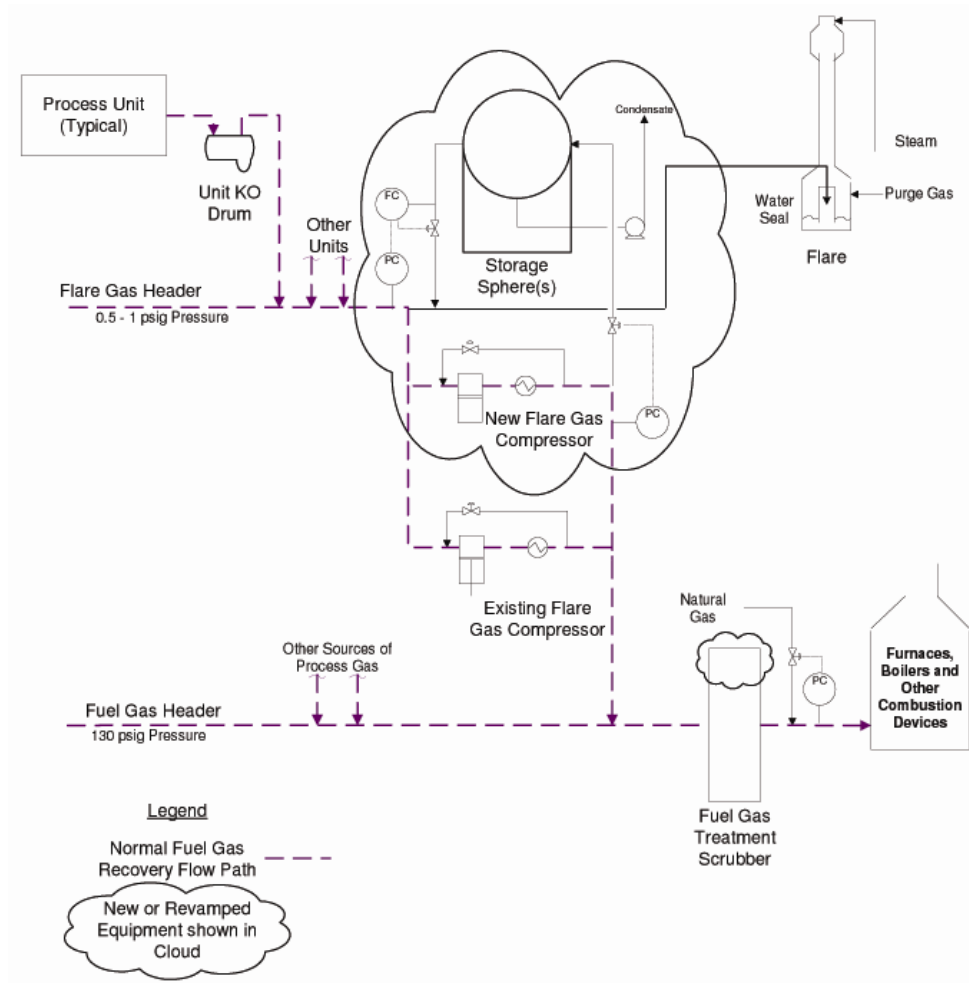 Process Unit
(Typical)
Unit KO
Drum
Other
Units
Flare Gas Header
0.5 - 1 psig Pressure
FC
PC
Storage
Sphere(s)
Condensate
Steam
Purge Gas
Water
Seal
Flare
New Flare Gas
Compressor
PC
Existing Flare
Gas Compressor
Other Sources of
Process Gas
Fuel Gas Header
130 psig Pressure
Natural
Gas
PC
Furnaces,
Boilers and
Other
Combustion
Devices
Fuel Gas
Treatment
Scrubber
Legend
Normal Fuel Gas
Recovery Flow Path
New or Revamped
Equipment shown in
Cloud